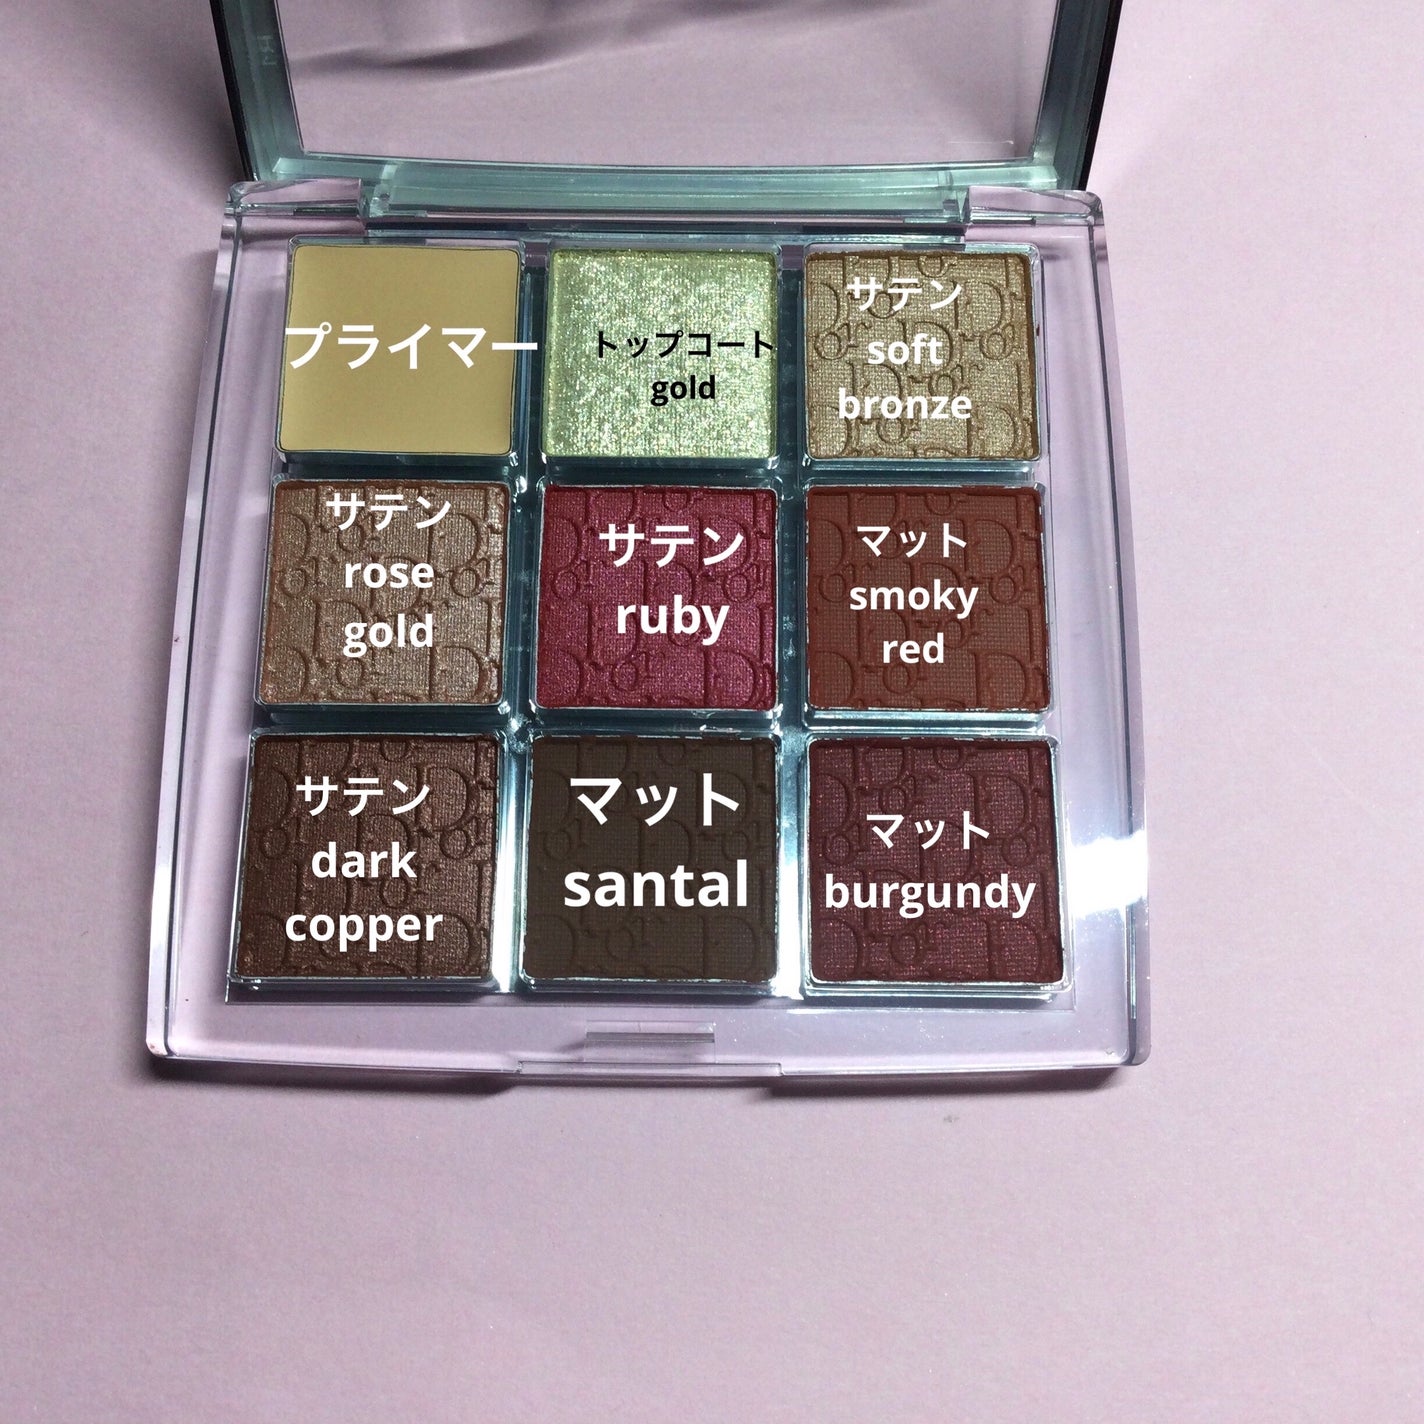 プライマー
トップコート
gold
サテン
soft
bronze
サテン
rose
gold
サテン
ruby
マット
smoky
red
サテン
dark
copper
マット
santal
マット
burgundy